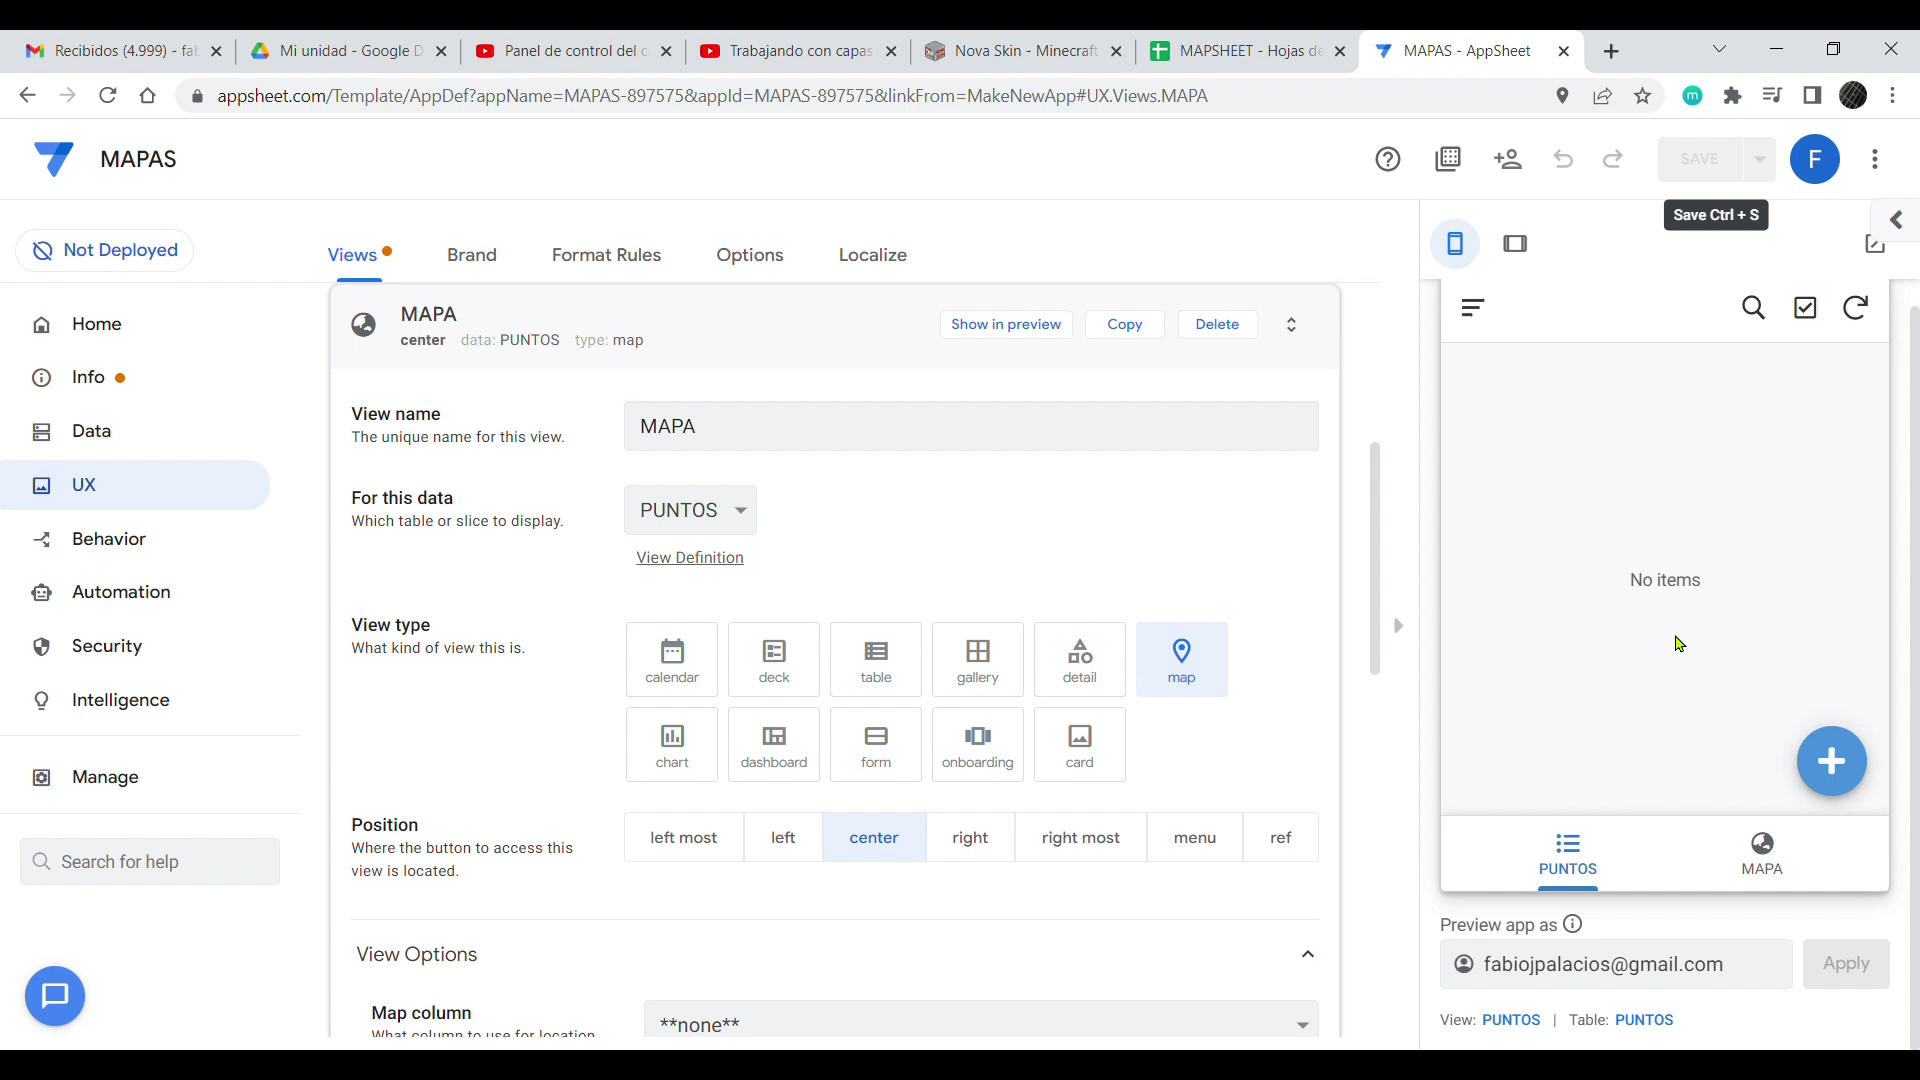 Recibidos (4.999) - fab
Mi unidad - Google D
Panel de control del c
Trabajando con capas
Nova Skin - Minecraft
MAPSHEET - Hojas de
MAPAS - AppSheet
appsheet.com/Template/AppDef?appName=MAPAS-897575&appId=MAPAS-897575&linkFrom=MakeNewApp#UX.Views.MAPA
m
MAPAS
SAVE
F
Save Ctrl + S
Not Deployed
Views
Brand
Format Rules
Options
Localize
Home
Info
Data
UX
Behavior
Automation
Security
Intelligence
Manage
Search for help
MAPA
center data: PUNTOS type: map
Show in preview
Copy
Delete
View name
The unique name for this view.
MAPA
For this data
Which table or slice to display.
PUNTOS
View Definition
View type
What kind of view this is.
calendar
deck
table
gallery
detail
map
chart
dashboard
form
onboarding
card
Position
Where the button to access this
view is located.
left most
left
center
right
right most
menu
ref
View Options
Map column
What column to use for location
**none**
No items
PUNTOS
MAPA
Preview app as
fabiojpalacios@gmail.com
Apply
View: PUNTOS | Table: PUNTOS